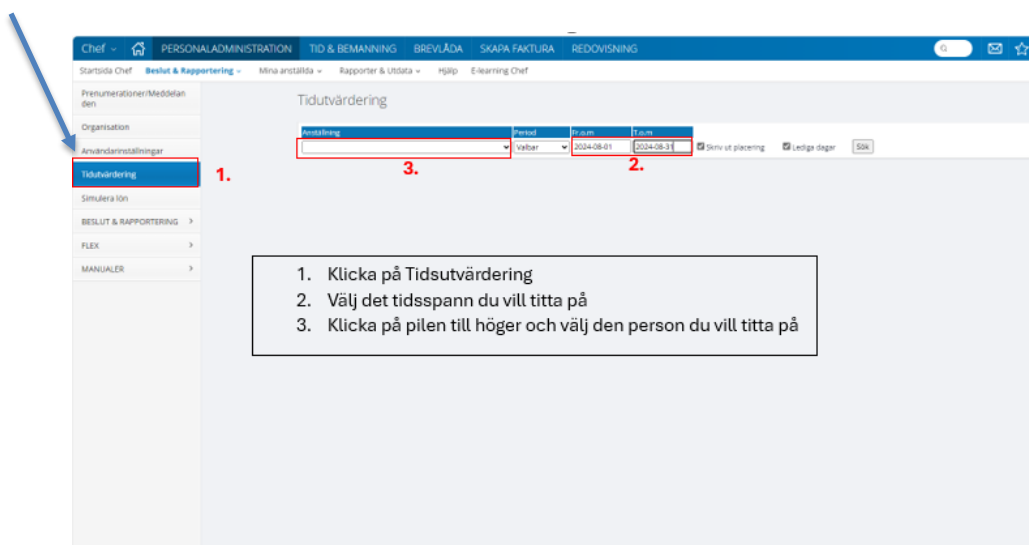 Chef PERSONALADMINISTRATION TID & BEMANNING BREVLÅDA SKAPA FAKTURA REDOVISNING
Startsida Chef Beslut & Rapportering Mina anställda Rapporter & Utdata Hjälp E-learning Chef
Prenumerationer/Meddelan
den
Organisation
Användarinställningar
Tidutvärdering
Simulera lön
BESLUT & RAPPORTERING
FLEX
MANUALER
1.
Tidutvärdering
Anställning Period Fr.o.m T.o.m
Valbar 2024-08-01 2024-08-31 Skriv ut placering Lediga dagar Sök
3. 2.
1. Klicka på Tidsutvärdering
2. Välj det tidsspann du vill titta på
3. Klicka på pilen till höger och välj den person du vill titta på